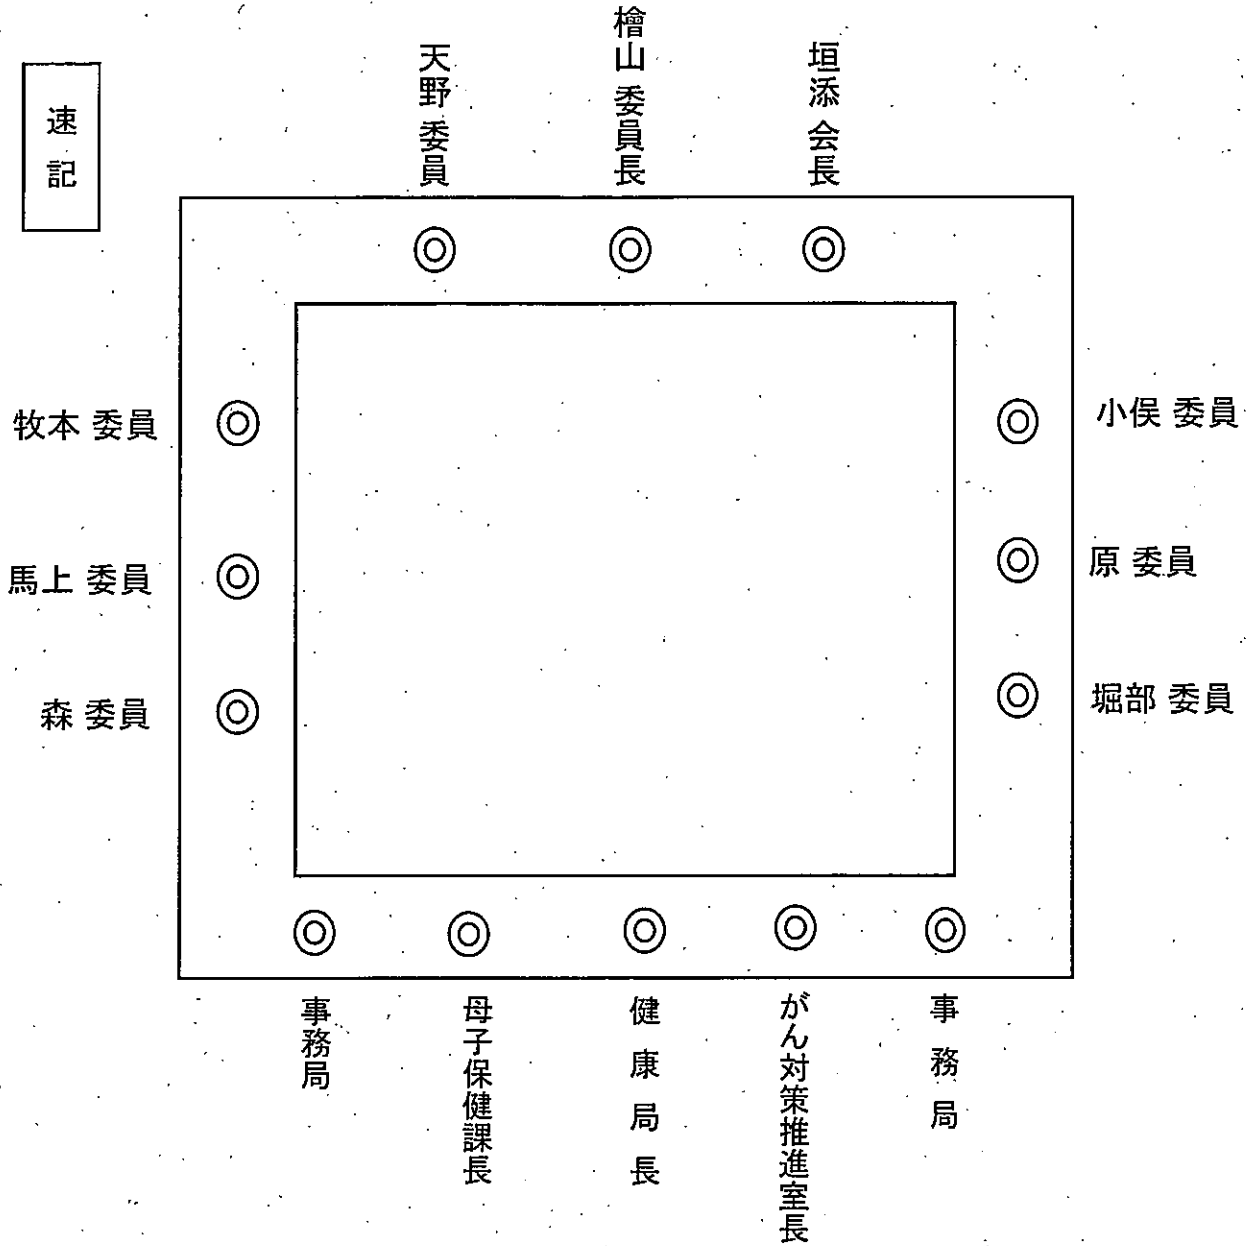 速記
天野 委員
檜山 委員長
垣添 会長
牧本 委員
小俣 委員
馬上 委員
原 委員
森 委員
堀部 委員
事務局
母子保健課長
健康局長
がん対策推進室長
事務局